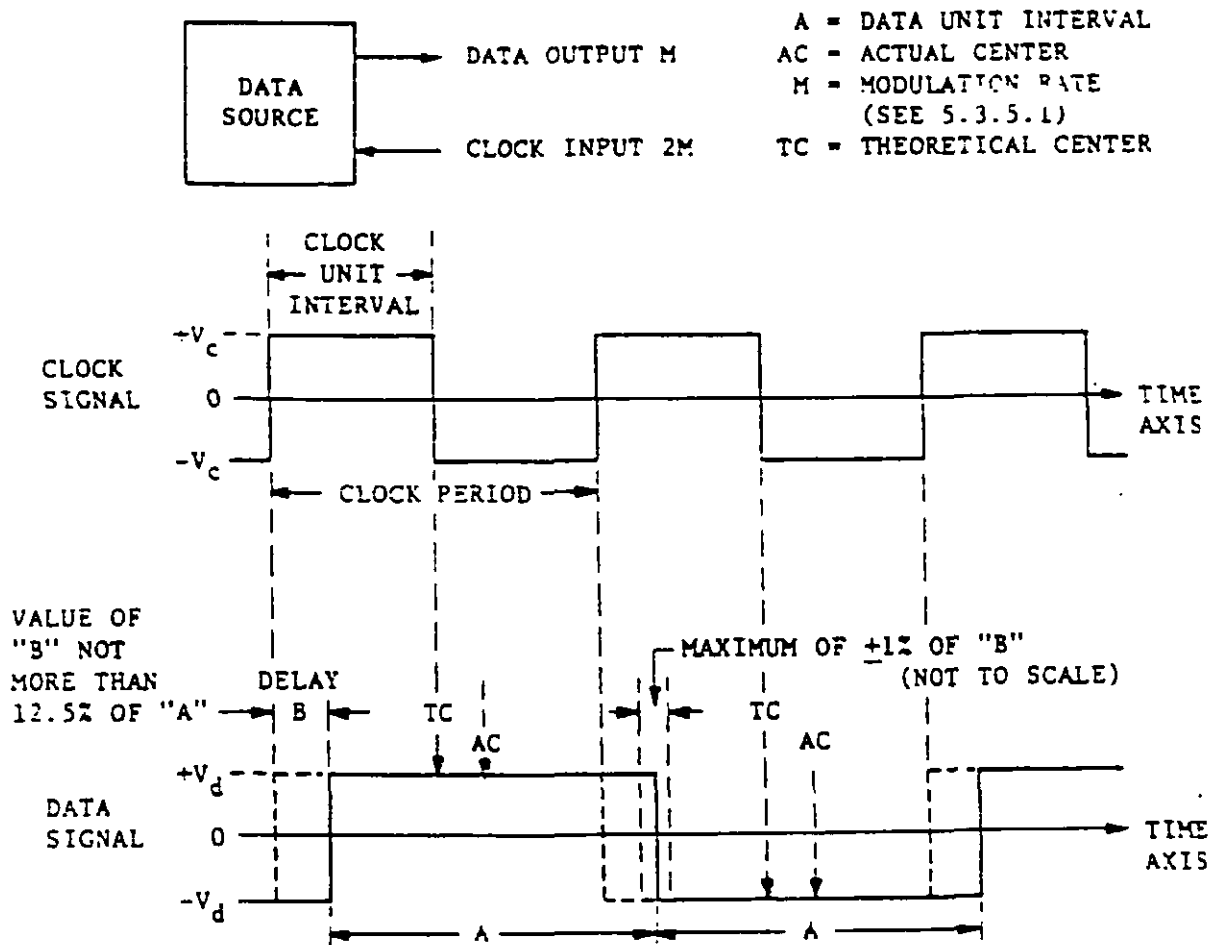 DATA SOURCE
DATA OUTPUT M
CLOCK INPUT 2M
A = DATA UNIT INTERVAL
AC = ACTUAL CENTER
M = MODULATION RATE
(SEE 5.3.5.1)
TC = THEORETICAL CENTER
CLOCK
UNIT
INTERVAL
+Vc
CLOCK
SIGNAL
0
-Vc
TIME
AXIS
CLOCK PERIOD
VALUE OF
"B" NOT
MORE THAN
12.5% OF "A"
DELAY
B
TC
AC
MAXIMUM OF ±1% OF "B"
(NOT TO SCALE)
TC
AC
+Vd
DATA
SIGNAL
0
-Vd
TIME
AXIS
A
A